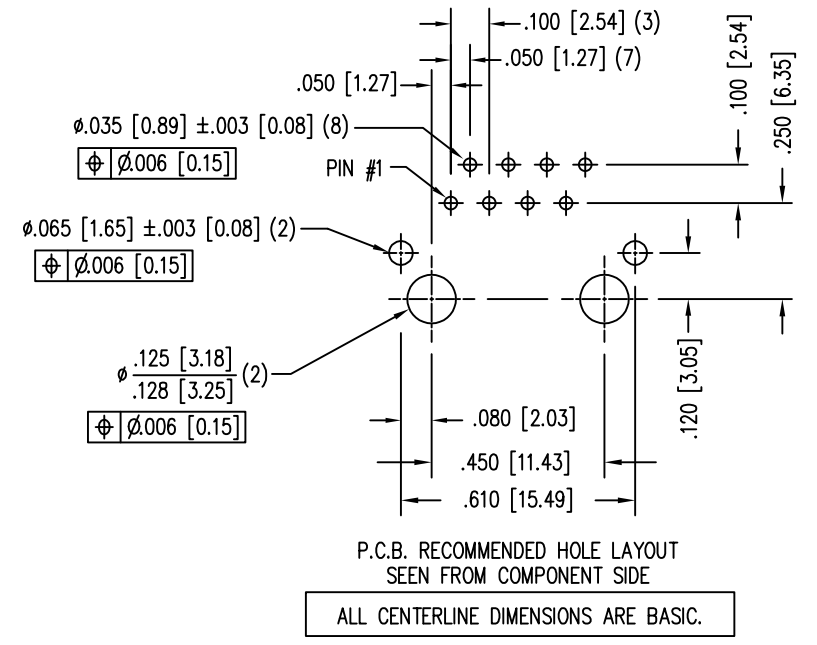 .100 [2.54] (3)
.050 [1.27] (7)
.050 [1.27]
.100 [2.54]
.250 [6.35]
ø.035 [0.89] ±.003 [0.08] (8)
⌖ Ø.006 [0.15]
PIN #1
ø.065 [1.65] ±.003 [0.08] (2)
⌖ Ø.006 [0.15]
ø .125 [3.18]
.128 [3.25] (2)
⌖ Ø.006 [0.15]
.120 [3.05]
.080 [2.03]
.450 [11.43]
.610 [15.49]
P.C.B. RECOMMENDED HOLE LAYOUT
SEEN FROM COMPONENT SIDE
ALL CENTERLINE DIMENSIONS ARE BASIC.